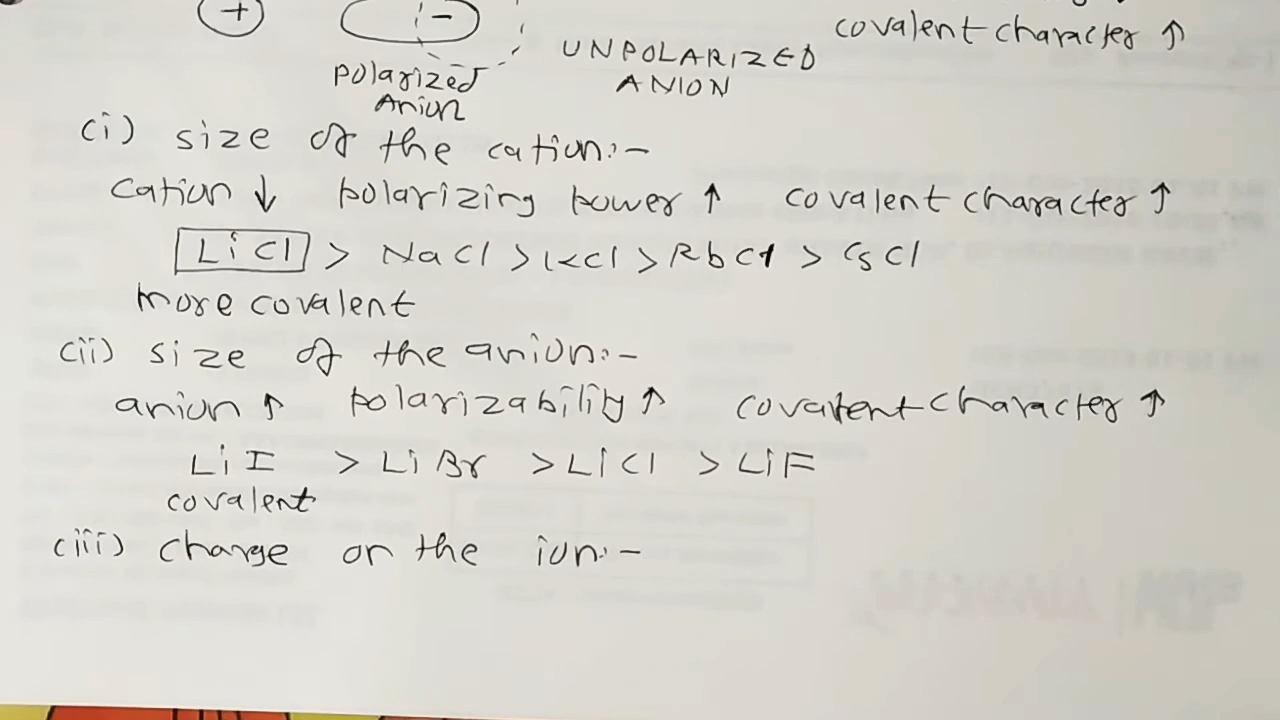 +
-
covalent character ↑
UNPOLARIZED
ANION
polarized
Anion
(i) size of the cation:-
Cation ↓ polarizing power ↑ covalent character ↑
LiCl > NaCl > KCl > RbCl > CsCl
more covalent
(ii) size of the anion:-
anion ↑ polarizability ↑ covalent character ↑
LiI > LiBr > LiCl > LiF
covalent
(iii) charge on the ion:-